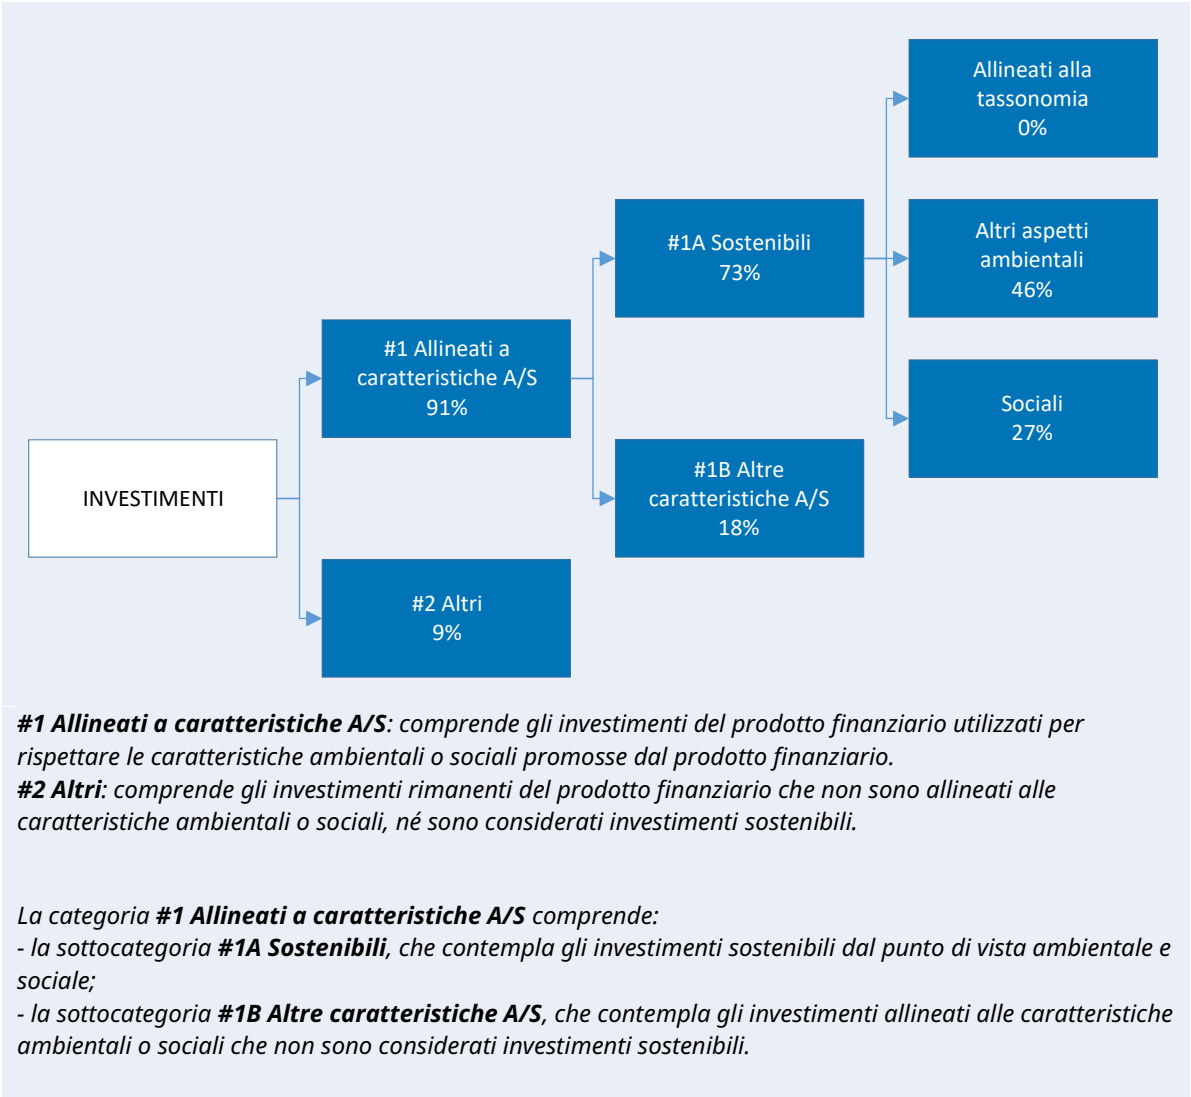 Allineati alla
tassonomia
0%
#1A Sostenibili
73%
Altri aspetti
ambientali
46%
#1 Allineati a
caratteristiche A/S
91%
Sociali
27%
INVESTIMENTI
#1B Altre
caratteristiche A/S
18%
#2 Altri
9%
#1 Allineati a caratteristiche A/S: comprende gli investimenti del prodotto finanziario utilizzati per
rispettare le caratteristiche ambientali o sociali promosse dal prodotto finanziario.
#2 Altri: comprende gli investimenti rimanenti del prodotto finanziario che non sono allineati alle
caratteristiche ambientali o sociali, né sono considerati investimenti sostenibili.
La categoria #1 Allineati a caratteristiche A/S comprende:
- la sottocategoria #1A Sostenibili, che contempla gli investimenti sostenibili dal punto di vista ambientale e
sociale;
- la sottocategoria #1B Altre caratteristiche A/S, che contempla gli investimenti allineati alle caratteristiche
ambientali o sociali che non sono considerati investimenti sostenibili.